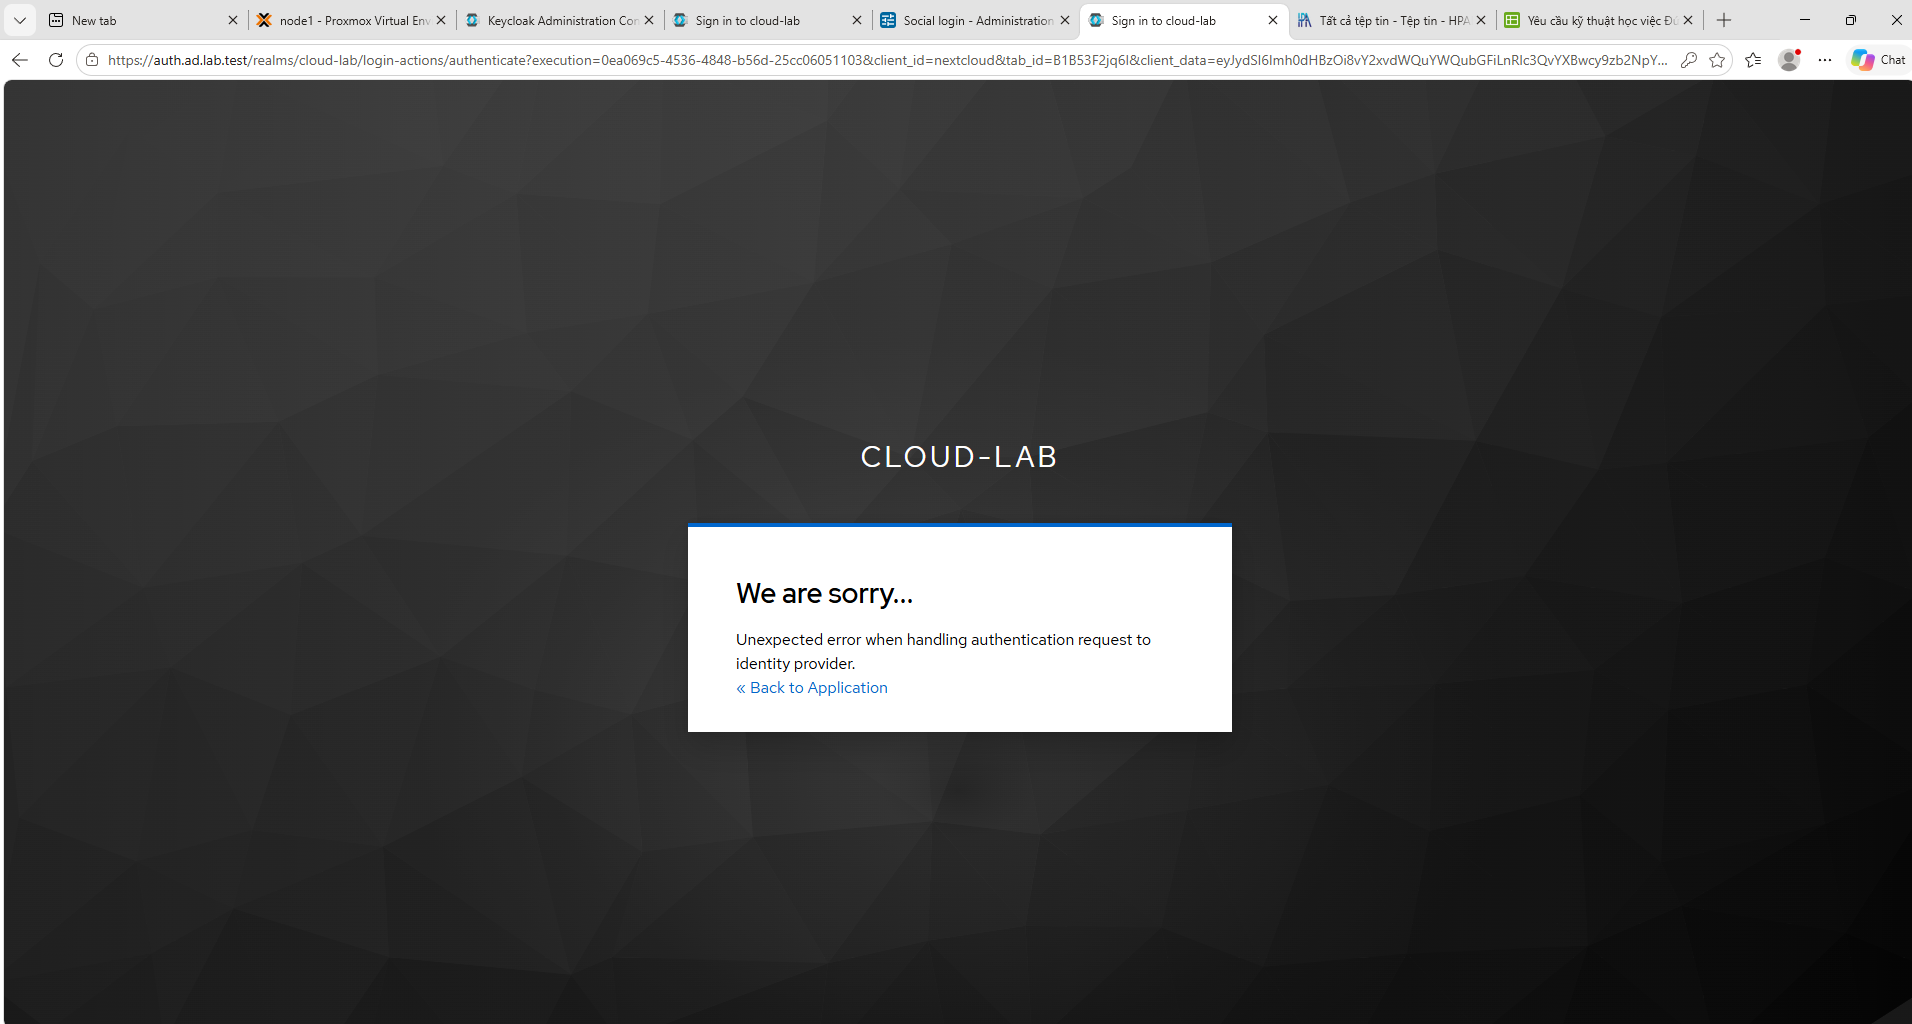 New tab
node1 - Proxmox Virtual Env
Keycloak Administration Con
Sign in to cloud-lab
Social login - Administration
Sign in to cloud-lab
Tất cả tệp tin - Tệp tin - HPA
Yêu cầu kỹ thuật học việc Đứ
https://auth.ad.lab.test/realms/cloud-lab/login-actions/authenticate?execution=0ea069c5-4536-4848-b56d-25cc06051103&client_id=nextcloud&tab_id=B1B53F2jq6I&client_data=eyJydSI6Imh0dHBzOi8vY2xvdWQuYWQubGFiLnRlc3QvYXBwcy9zb2NpY...
Chat
CLOUD-LAB
We are sorry...
Unexpected error when handling authentication request to
identity provider.
« Back to Application